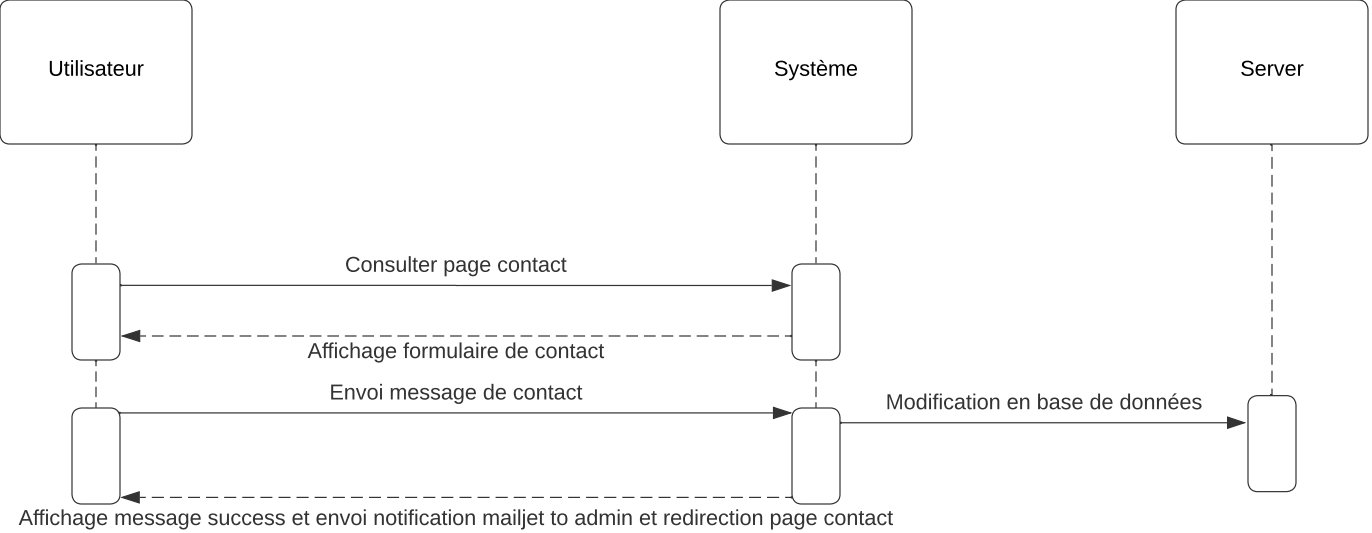 Utilisateur
Système
Server
Consulter page contact
Affichage formulaire de contact
Envoi message de contact
Modification en base de données
Affichage message success et envoi notification mailjet to admin et redirection page contact